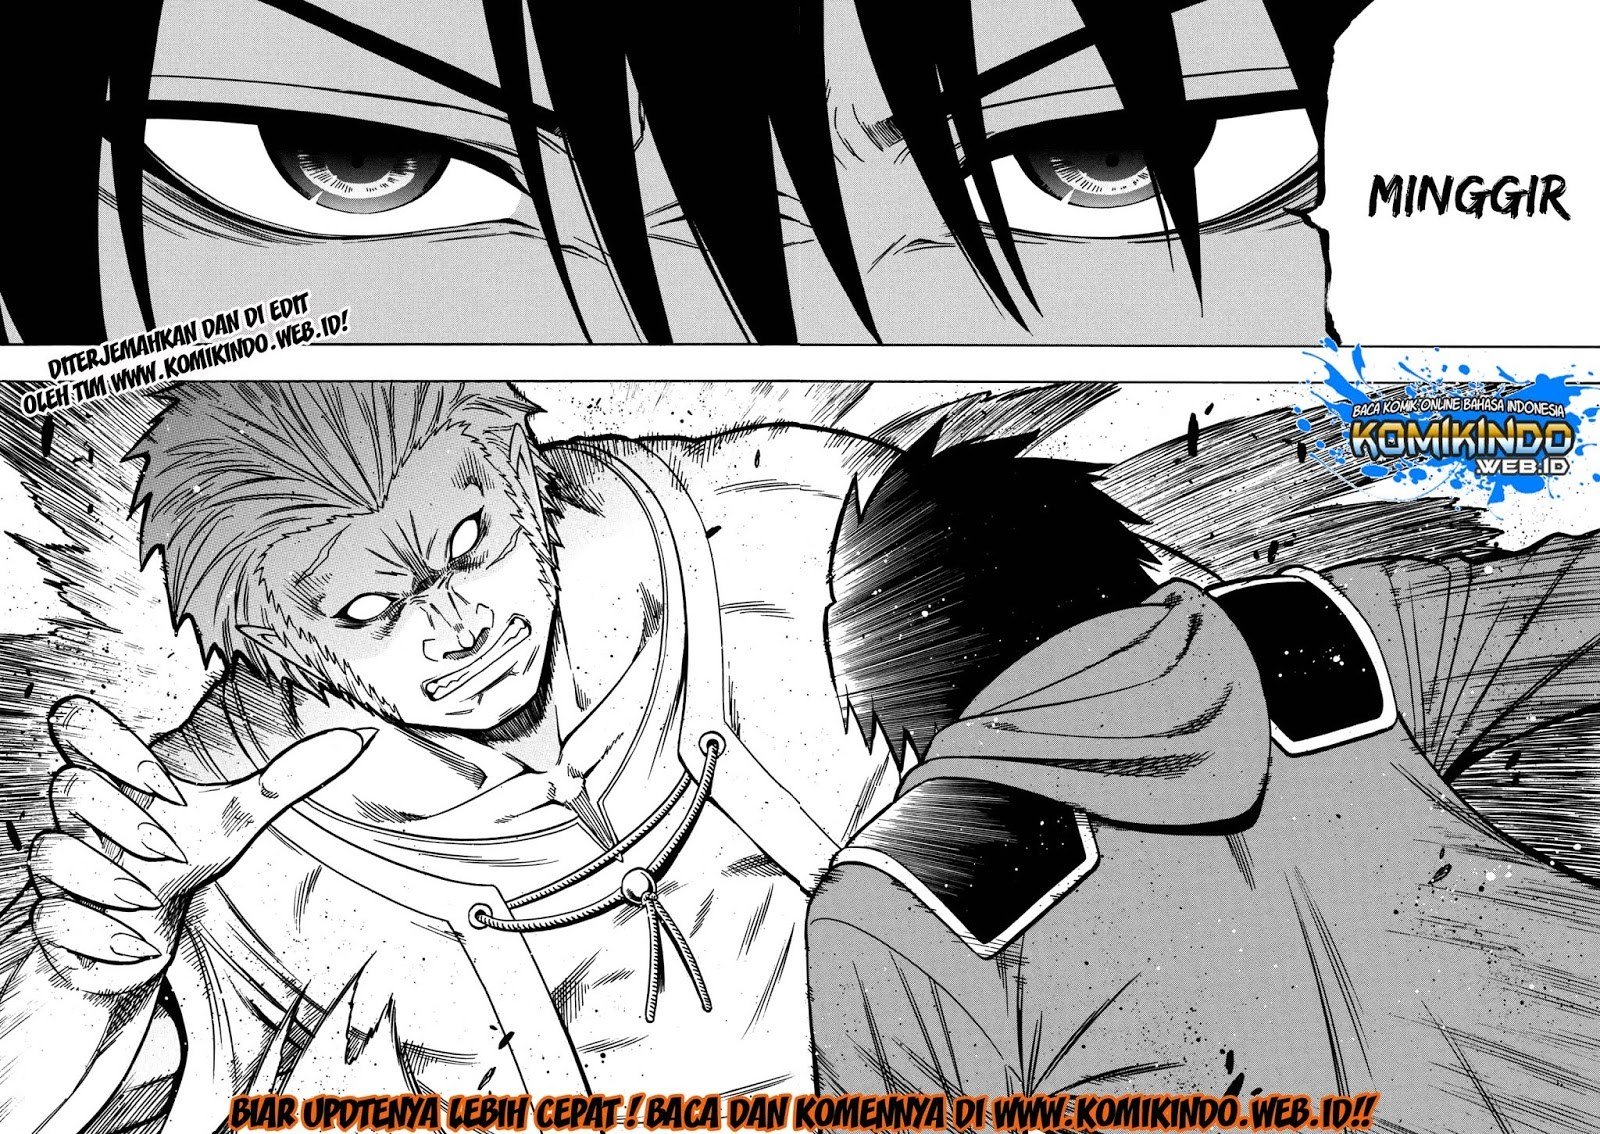 MINGGIR
DITERJEMAHKAN DAN DI EDIT
OLEH TIM WWW.KOMIKINDO.WEB.ID!
BACA KOMIK ONLINE BAHASA INDONESIA
KOMIKINDO
WEB.ID
BIAR UPDTENYA LEBIH CEPAT! BACA DAN KOMENNYA DI WWW.KOMIKINDO.WEB.ID!!